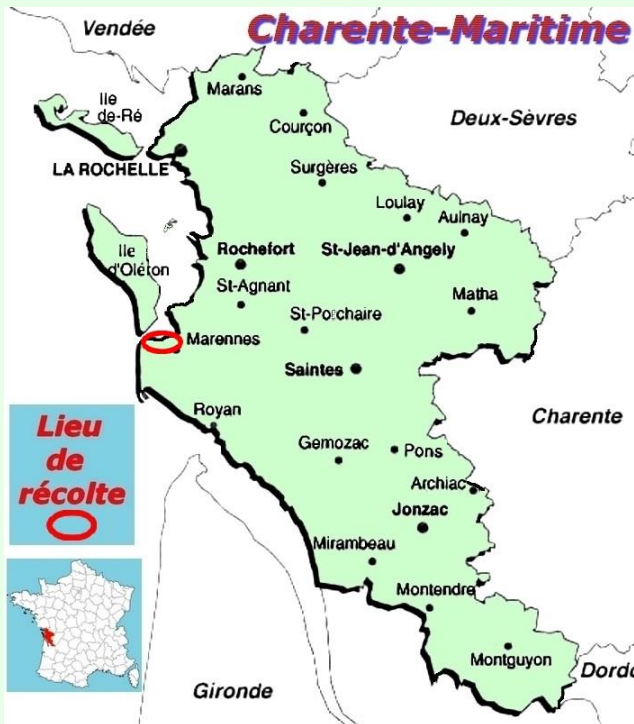 Charente-Maritime
Vendée
Marans
Ile
de-Ré
Courçon
Deux-Sèvres
LA ROCHELLE
Surgères
Loulay
Aulnay
Ile
d'Oléron
Rochefort
St-Jean-d'Angely
St-Agnant
Matha
St-Porchaire
Marennes
Saintes
Royan
Charente
Lieu
de
récolte
Gemozac
Pons
Archiac
Jonzac
Mirambeau
Montendre
Montguyon
Dordo
Gironde